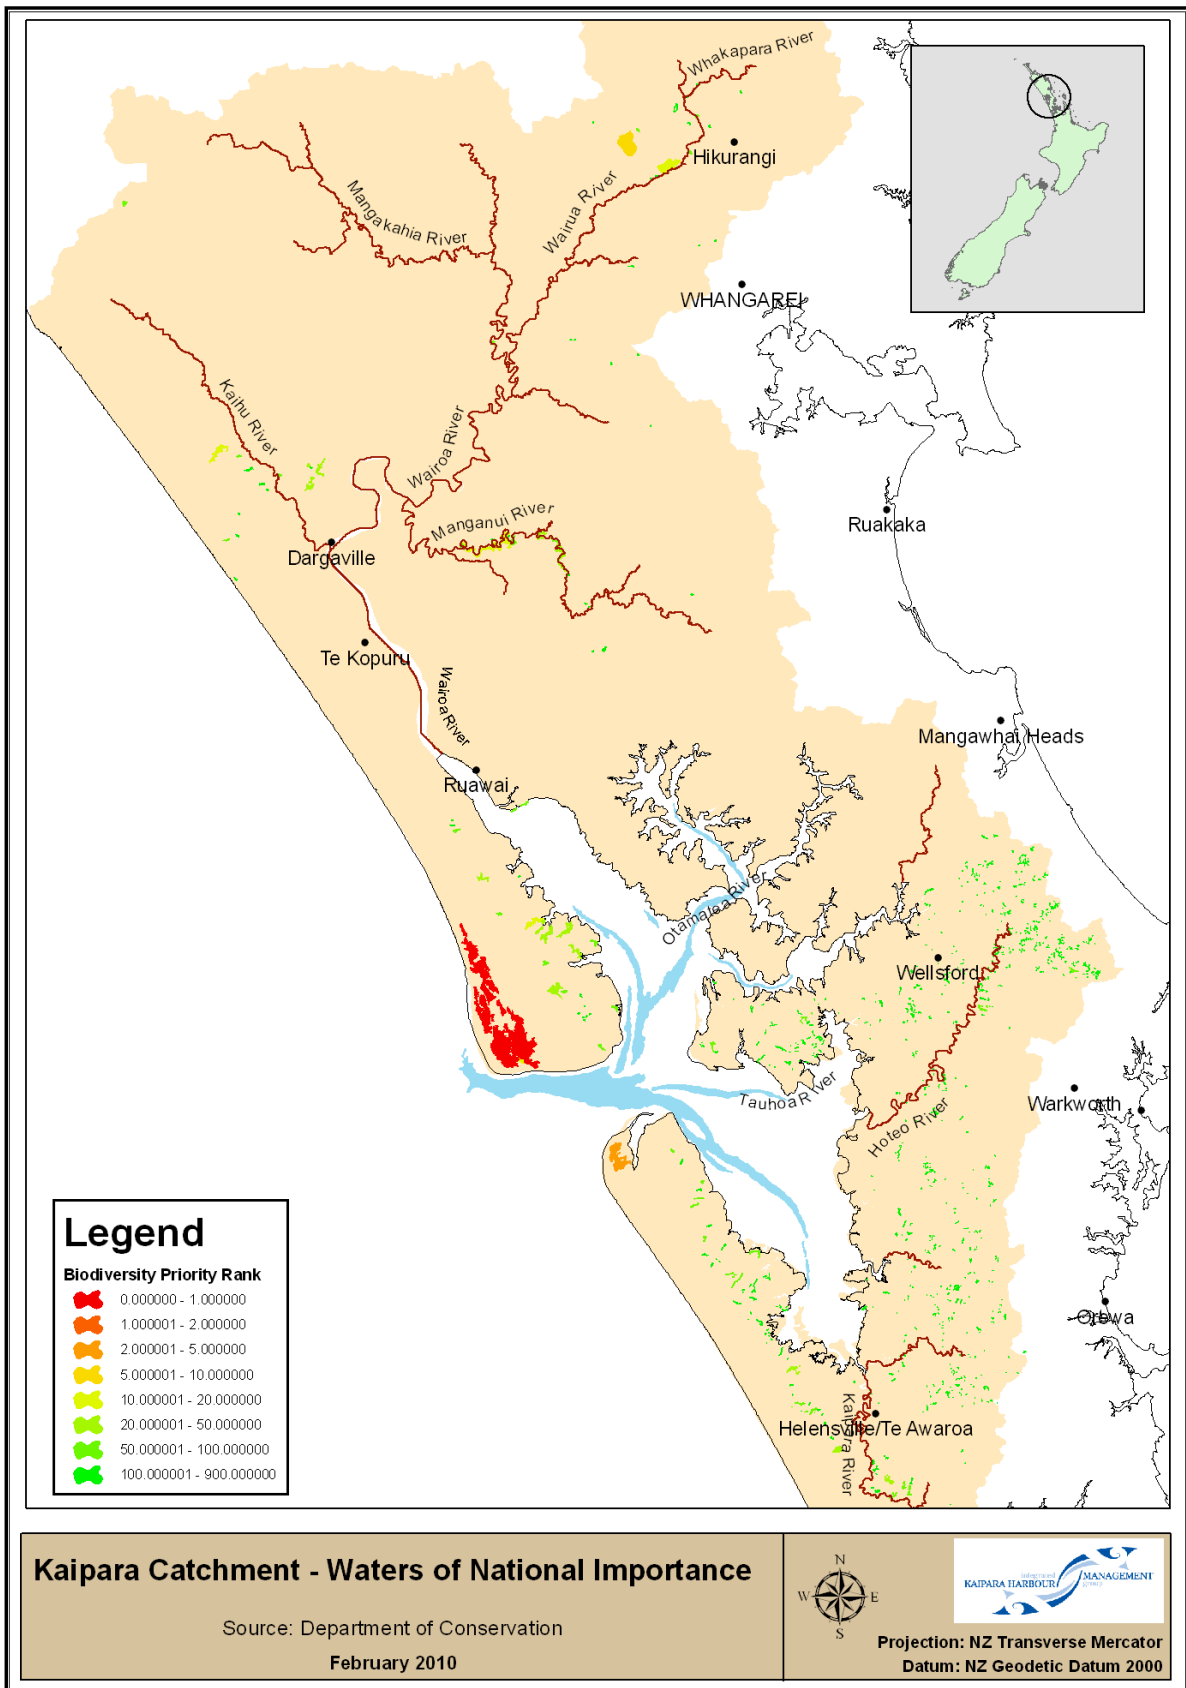 Whakapara River
Hikurangi
Mangakahia River
Wairua River
WHANGAREI
Kaihu River
Wairoa River
Manganui River
Ruakaka
Dargaville
Te Kopuru
Wairoa River
Mangawhai Heads
Ruawai
Otamatea River
Wellsford
Tauhoa River
Hoteo River
Warkworth
Orewa
Kaipara River
Helensville/Te Awaroa
Legend
Biodiversity Priority Rank
0.000000 - 1.000000
1.000001 - 2.000000
2.000001 - 5.000000
5.000001 - 10.000000
10.000001 - 20.000000
20.000001 - 50.000000
50.000001 - 100.000000
100.000001 - 900.000000
Kaipara Catchment - Waters of National Importance
Source: Department of Conservation
February 2010
N
W E
S
integrated
KAIPARA HARBOUR MANAGEMENT
group
Projection: NZ Transverse Mercator
Datum: NZ Geodetic Datum 2000